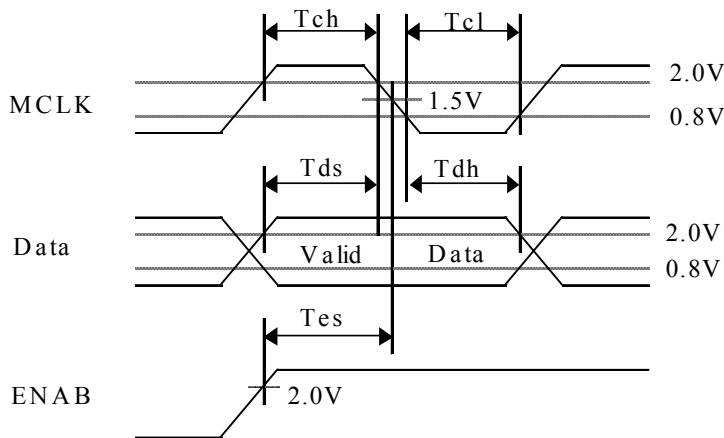 Tch Tcl
2.0V
MCLK 1.5V
0.8V
Tds Tdh
Data 2.0V
Valid Data
0.8V
Tes
ENAB 2.0V